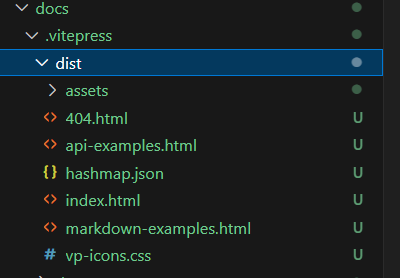 docs
.vitepress
dist
assets
<> 404.html U
<> api-examples.html U
{} hashmap.json U
<> index.html U
<> markdown-examples.html U
# vp-icons.css U